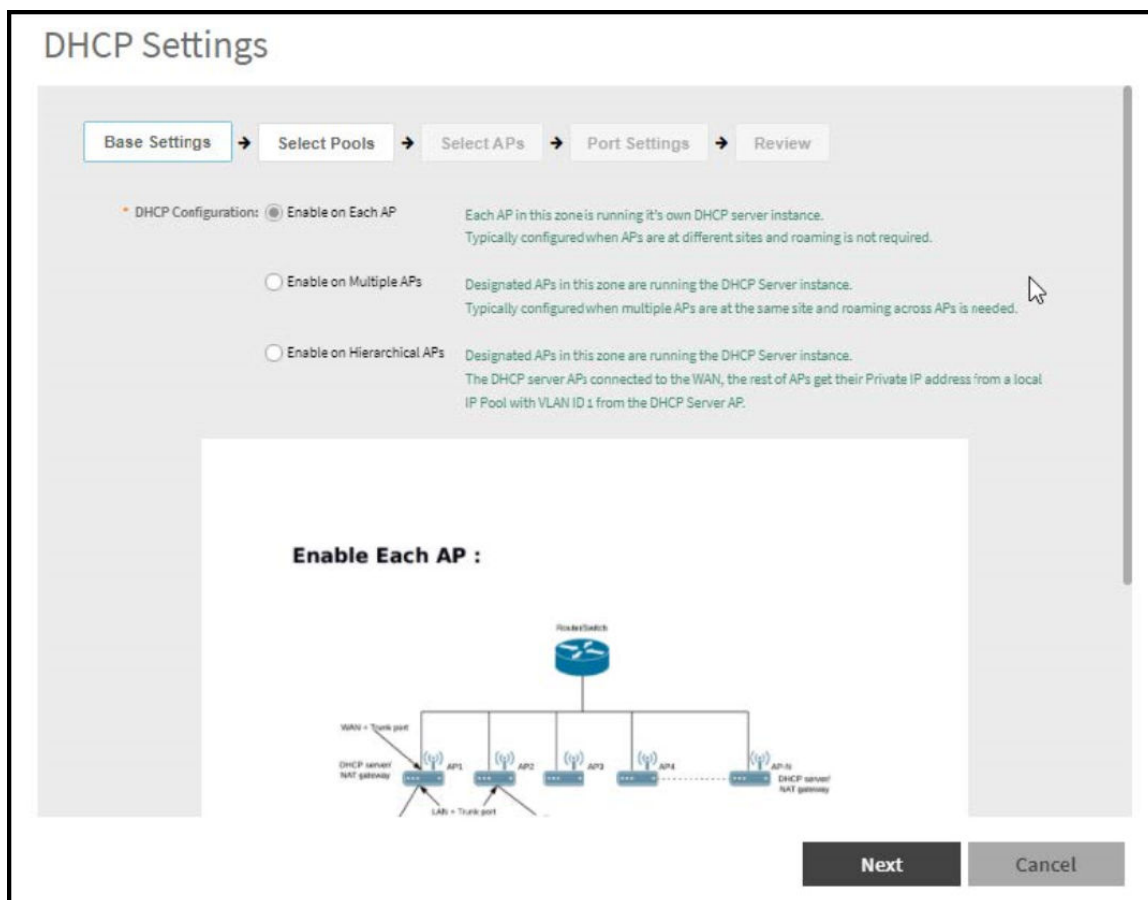 DHCP Settings
Base Settings
Select Pools
Select APs
Port Settings
Review
* DHCP Configuration:
Enable on Each AP
Each AP in this zone is running it's own DHCP server instance.
Typically configured when APs are at different sites and roaming is not required.
Enable on Multiple APs
Designated APs in this zone are running the DHCP Server instance.
Typically configured when multiple APs are at the same site and roaming across APs is needed.
Enable on Hierarchical APs
Designated APs in this zone are running the DHCP Server instance.
The DHCP server APs connected to the WAN, the rest of APs get their Private IP address from a local
IP Pool with VLAN ID 1 from the DHCP Server AP.
Enable Each AP :
Router/Switch
WAN + Trunk port
DHCP server/
NAT gateway
AP1
AP2
AP3
AP4
AP-N
DHCP server/
NAT gateway
LAN + Trunk port
Next
Cancel